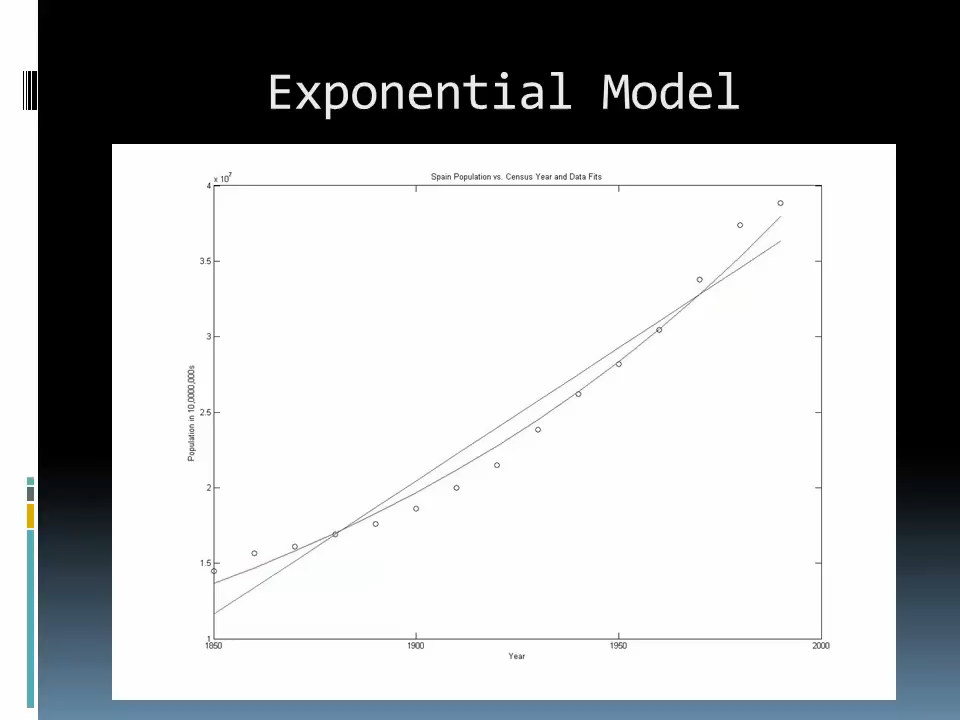 Exponential Model
x 10^7
Spain Population vs. Census Year and Data Fits
4
3.5
3
2.5
2
1.5
1
Population in 10,0000,000s
1850
1900
1950
2000
Year